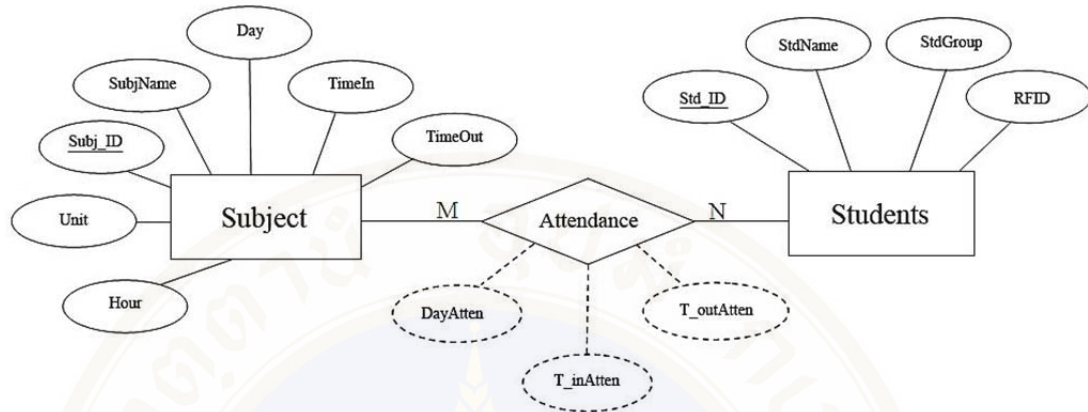 Day
StdName
StdGroup
SubjName
TimeIn
Std_ID
RFID
Subj_ID
TimeOut
Unit
Subject
M
Attendance
N
Students
Hour
DayAtten
T_outAtten
T_inAtten